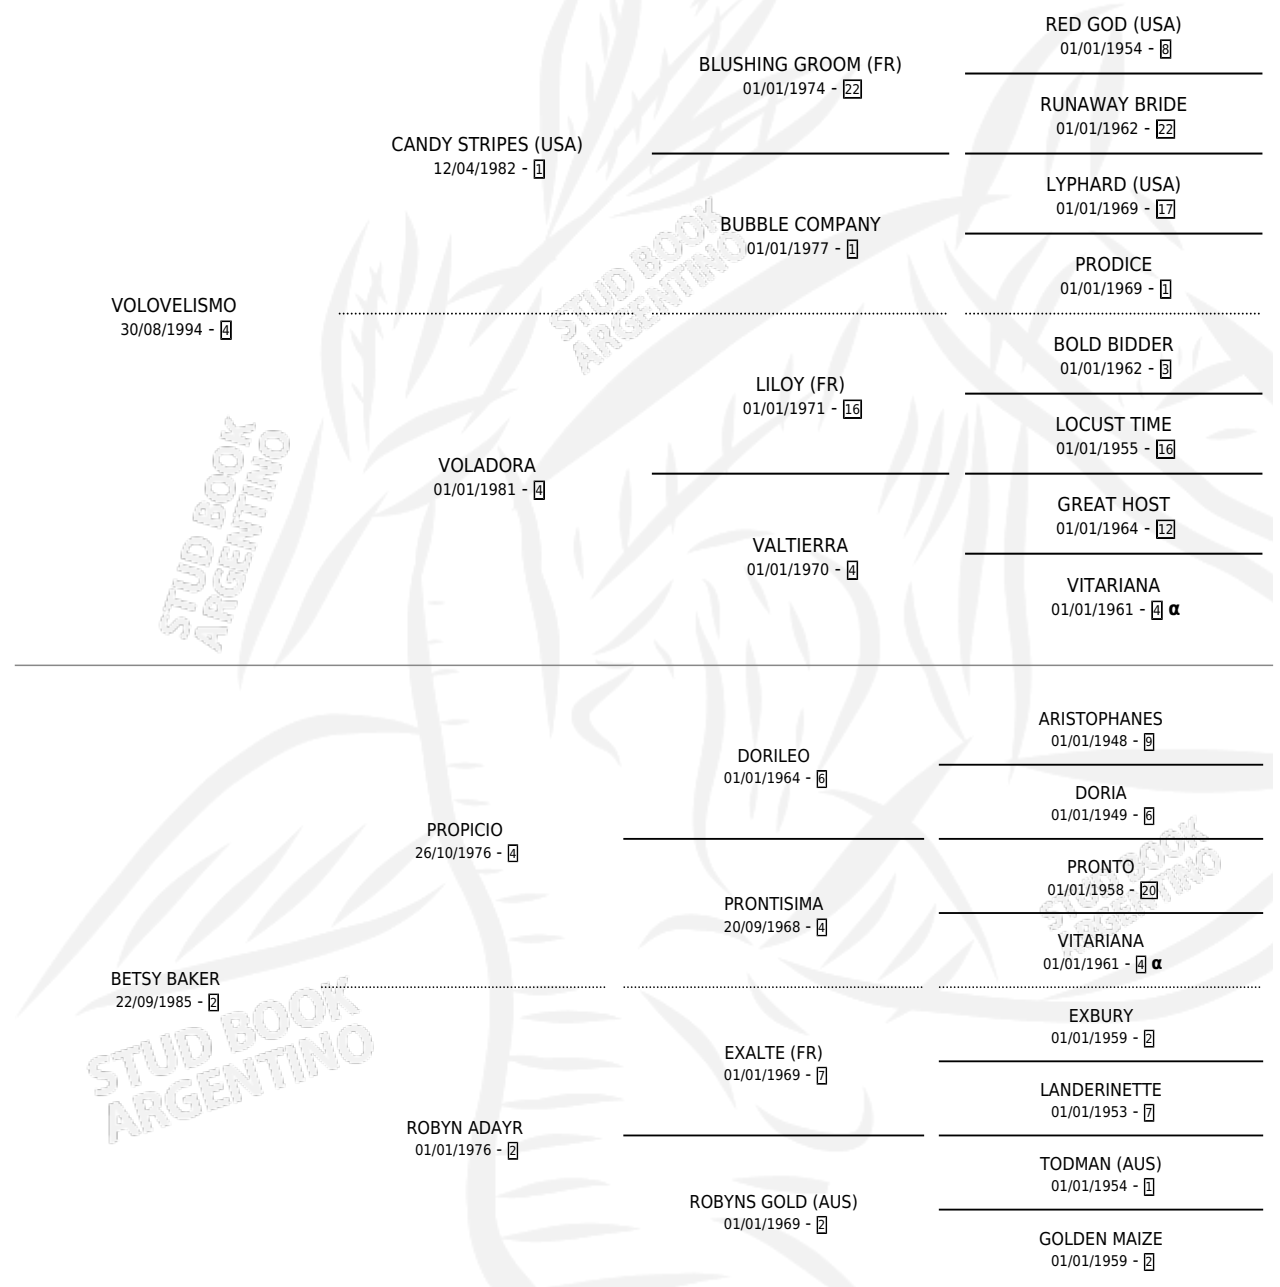 RED GOD (USA)
01/01/1954 - 8
BLUSHING GROOM (FR)
01/01/1974 - 22
RUNAWAY BRIDE
01/01/1962 - 22
CANDY STRIPES (USA)
12/04/1982 - 1
LYPHARD (USA)
01/01/1969 - 17
BUBBLE COMPANY
01/01/1977 - 1
PRODICE
01/01/1969 - 1
VOLOVELISMO
30/08/1994 - 4
BOLD BIDDER
01/01/1962 - 3
LILOY (FR)
01/01/1971 - 16
LOCUST TIME
01/01/1955 - 16
VOLADORA
01/01/1981 - 4
GREAT HOST
01/01/1964 - 12
VALTIERRA
01/01/1970 - 4
VITARIANA
01/01/1961 - 4 α
ARISTOPHANES
01/01/1948 - 9
DORILEO
01/01/1964 - 6
DORIA
01/01/1949 - 6
PROPICIO
26/10/1976 - 4
PRONTO
01/01/1958 - 20
PRONTISIMA
20/09/1968 - 4
VITARIANA
01/01/1961 - 4 α
BETSY BAKER
22/09/1985 - 2
EXBURY
01/01/1959 - 2
EXALTE (FR)
01/01/1969 - 7
LANDERINETTE
01/01/1953 - 7
ROBYN ADAYR
01/01/1976 - 2
TODMAN (AUS)
01/01/1954 - 1
ROBYNS GOLD (AUS)
01/01/1969 - 2
GOLDEN MAIZE
01/01/1959 - 2
STUD BOOK
ARGENTINO
STUD BOOK
ARGENTINO
STUD BOOK
ARGENTINO
STUD BOOK
ARGENTINO